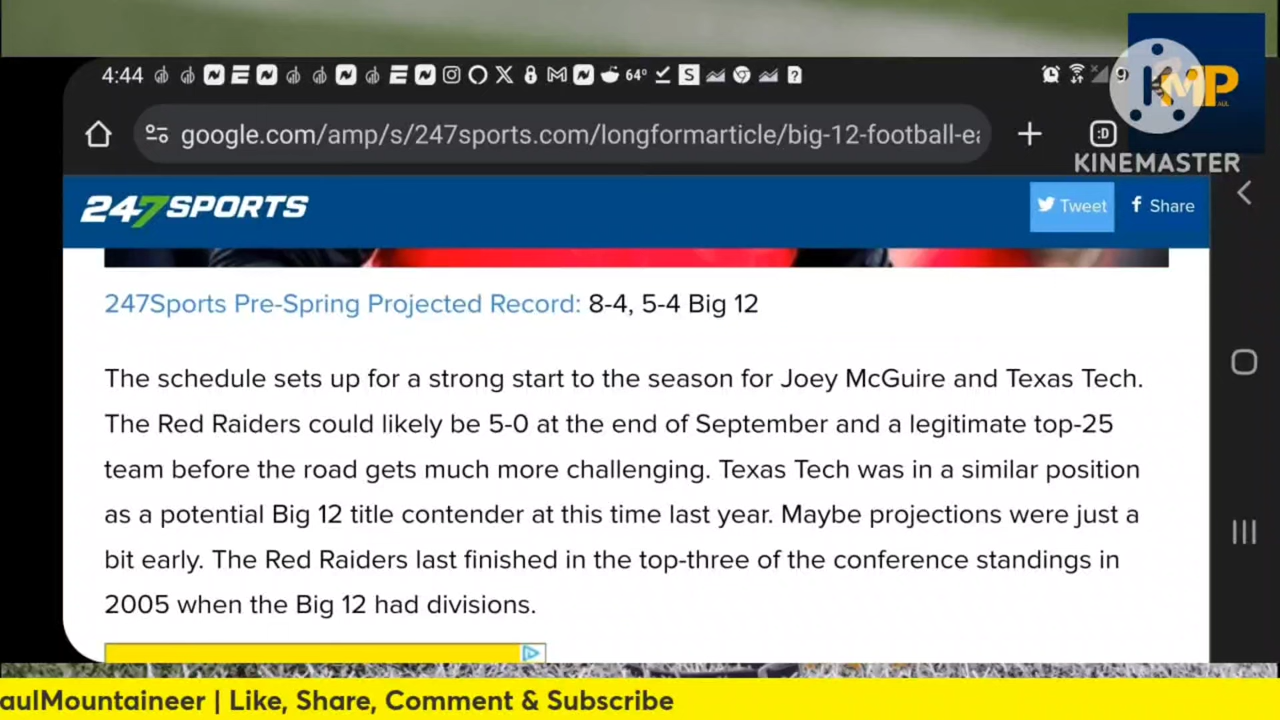 4:44
64°
MP
AUL
KINEMASTER
google.com/amp/s/247sports.com/longformarticle/big-12-football-ea
:D
247SPORTS
Tweet
Share
247Sports Pre-Spring Projected Record: 8-4, 5-4 Big 12
The schedule sets up for a strong start to the season for Joey McGuire and Texas Tech.
The Red Raiders could likely be 5-0 at the end of September and a legitimate top-25
team before the road gets much more challenging. Texas Tech was in a similar position
as a potential Big 12 title contender at this time last year. Maybe projections were just a
bit early. The Red Raiders last finished in the top-three of the conference standings in
2005 when the Big 12 had divisions.
aulMountaineer | Like, Share, Comment & Subscribe